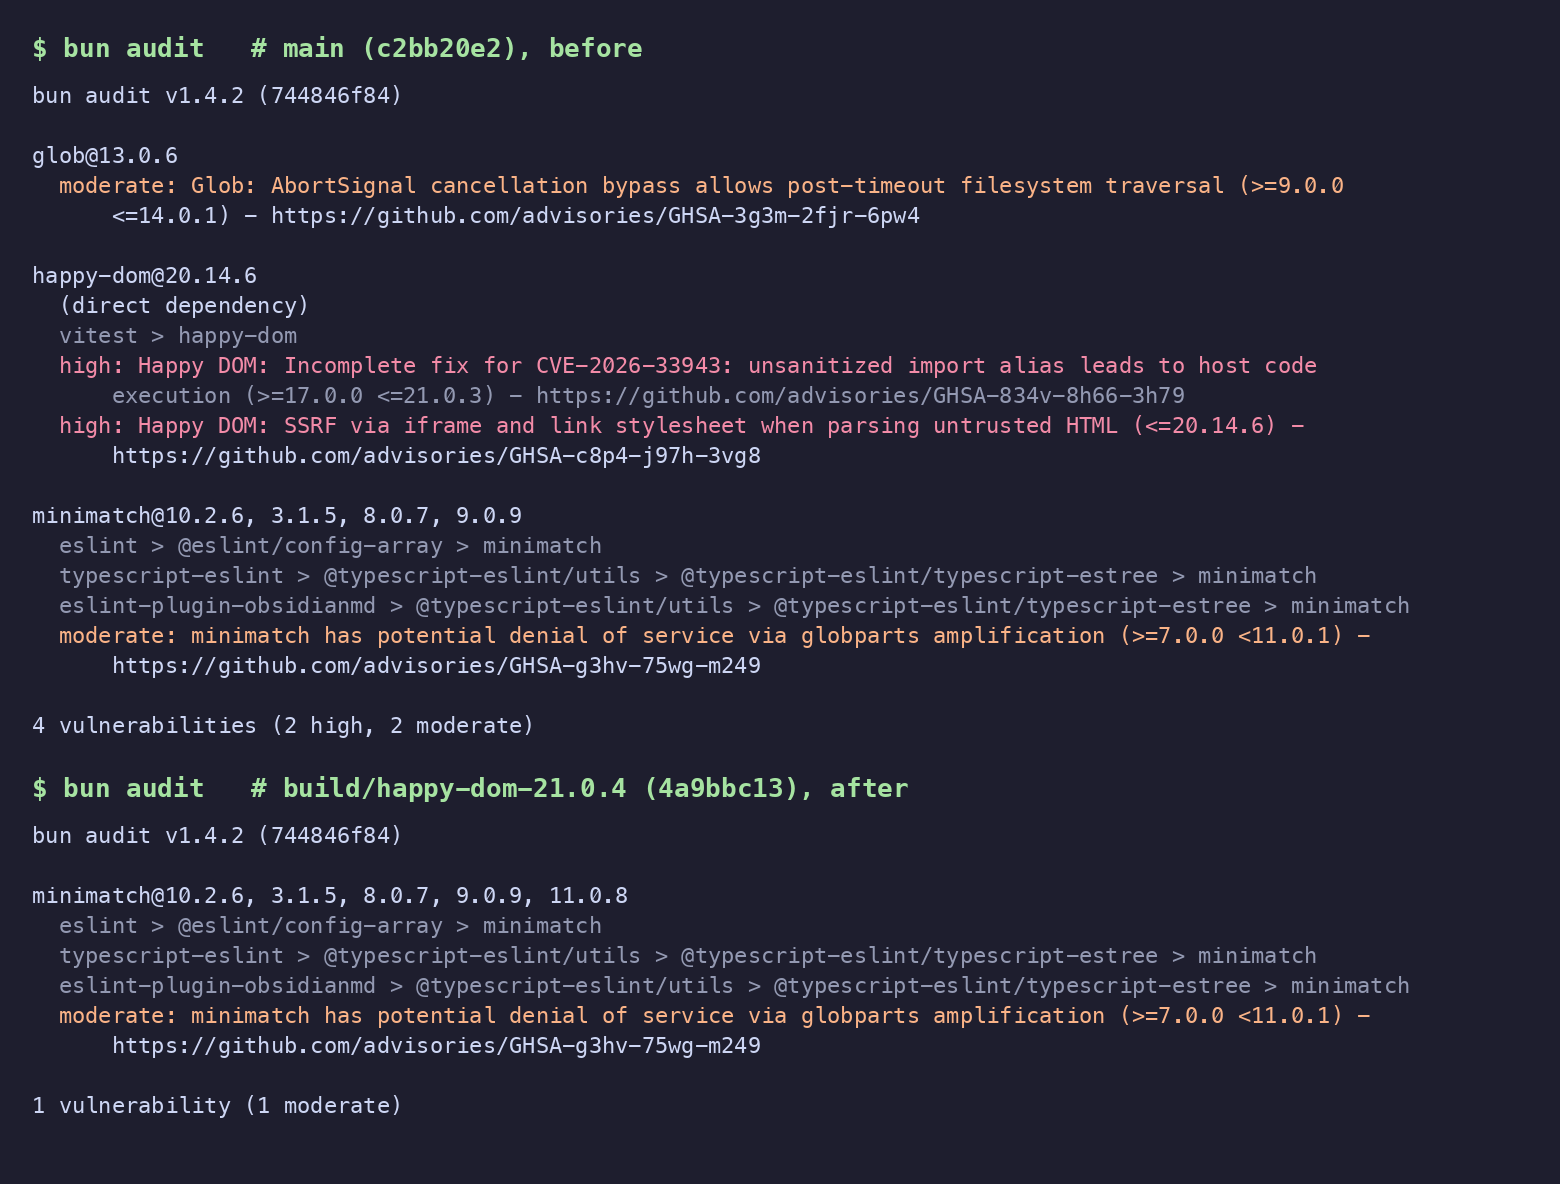 $ bun audit   # main (c2bb20e2), before
bun audit v1.4.2 (744846f84)
glob@13.0.6
moderate: Glob: AbortSignal cancellation bypass allows post-timeout filesystem traversal (>=9.0.0
<=14.0.1) – https://github.com/advisories/GHSA-3g3m-2fjr-6pw4
happy-dom@20.14.6
(direct dependency)
vitest > happy-dom
high: Happy DOM: Incomplete fix for CVE-2026-33943: unsanitized import alias leads to host code
execution (>=17.0.0 <=21.0.3) – https://github.com/advisories/GHSA-834v-8h66-3h79
high: Happy DOM: SSRF via iframe and link stylesheet when parsing untrusted HTML (<=20.14.6) –
https://github.com/advisories/GHSA-c8p4-j97h-3vg8
minimatch@10.2.6, 3.1.5, 8.0.7, 9.0.9
eslint > @eslint/config-array > minimatch
typescript-eslint > @typescript-eslint/utils > @typescript-eslint/typescript-estree > minimatch
eslint-plugin-obsidianmd > @typescript-eslint/utils > @typescript-eslint/typescript-estree > minimatch
moderate: minimatch has potential denial of service via globparts amplification (>=7.0.0 <11.0.1) –
https://github.com/advisories/GHSA-g3hv-75wg-m249
4 vulnerabilities (2 high, 2 moderate)
$ bun audit   # build/happy-dom-21.0.4 (4a9bbc13), after
bun audit v1.4.2 (744846f84)
minimatch@10.2.6, 3.1.5, 8.0.7, 9.0.9, 11.0.8
eslint > @eslint/config-array > minimatch
typescript-eslint > @typescript-eslint/utils > @typescript-eslint/typescript-estree > minimatch
eslint-plugin-obsidianmd > @typescript-eslint/utils > @typescript-eslint/typescript-estree > minimatch
moderate: minimatch has potential denial of service via globparts amplification (>=7.0.0 <11.0.1) –
https://github.com/advisories/GHSA-g3hv-75wg-m249
1 vulnerability (1 moderate)